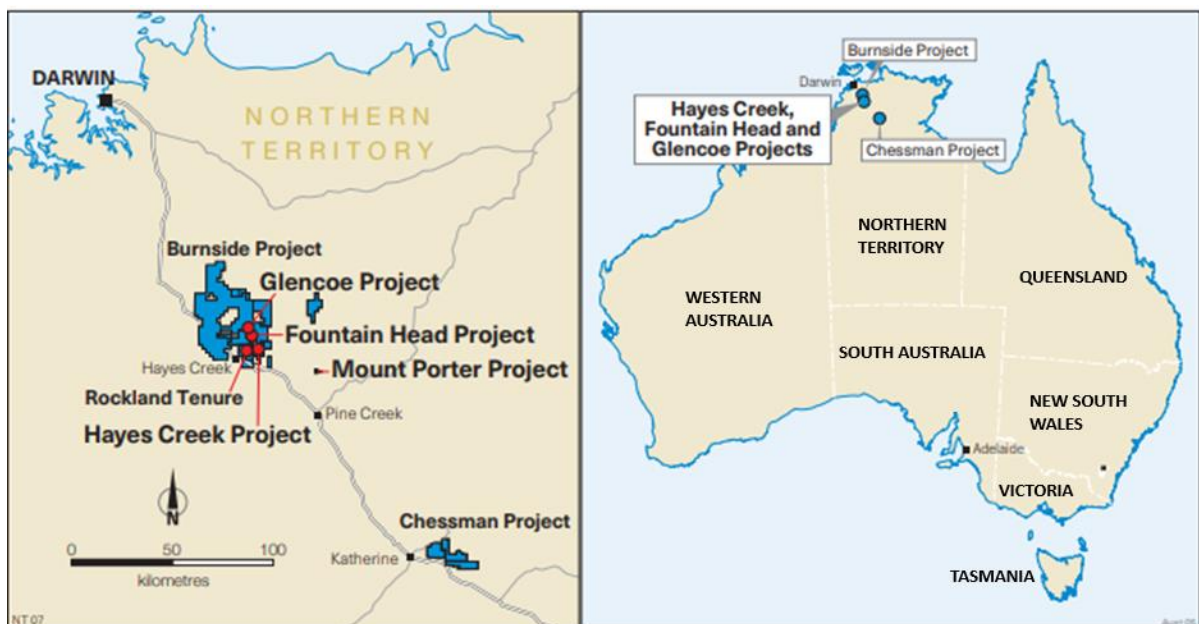 DARWIN
NORTHERN
TERRITORY
Burnside Project
Glencoe Project
Fountain Head Project
Hayes Creek
Mount Porter Project
Rockland Tenure
Pine Creek
Hayes Creek Project
N
Chessman Project
0 50 100
kilometres
Katherine
NT 07
Burnside Project
Darwin
Hayes Creek,
Fountain Head and
Glencoe Projects
Chessman Project
NORTHERN
TERRITORY
QUEENSLAND
WESTERN
AUSTRALIA
SOUTH AUSTRALIA
NEW SOUTH
WALES
Adelaide
VICTORIA
TASMANIA